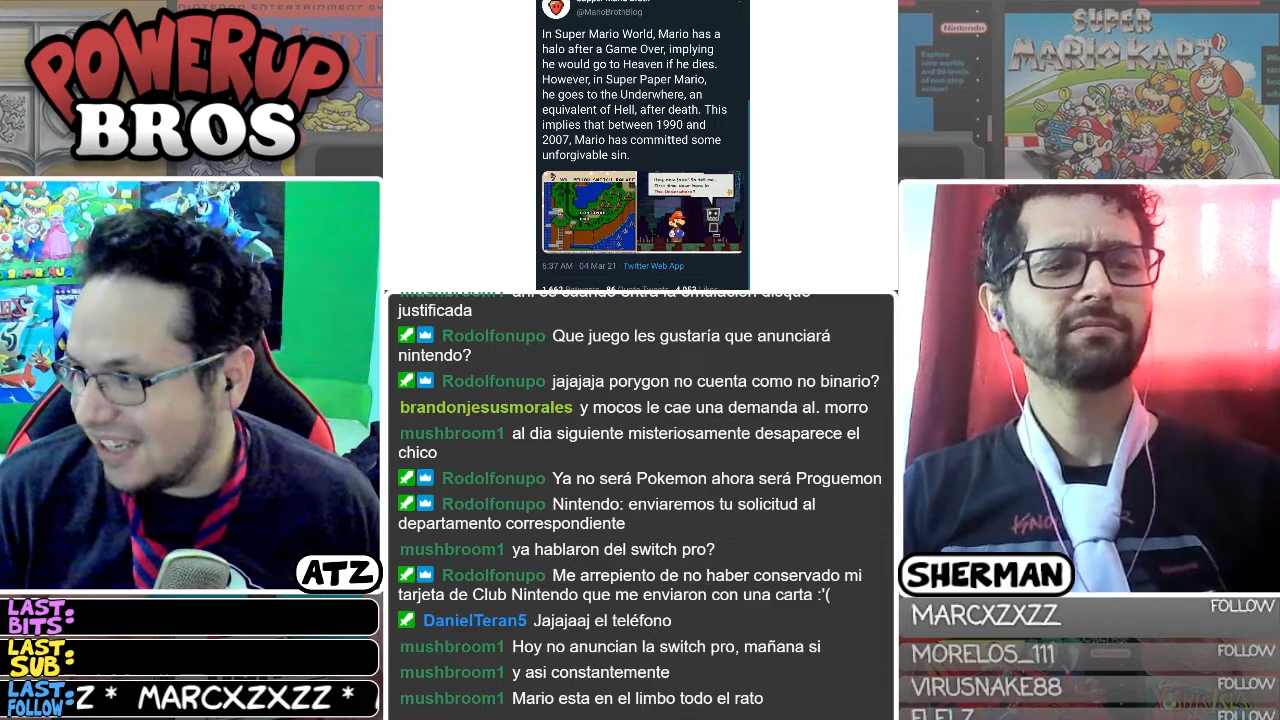 POWERUP
BROS
@MarioBrothBlog
In Super Mario World, Mario has a
halo after a Game Over, implying
he would go to Heaven if he dies.
However, in Super Paper Mario,
he goes to the Underwhere, an
equivalent of Hell, after death. This
implies that between 1990 and
2007, Mario has committed some
unforgivable sin.
5:37 AM · 04 Mar 21 · Twitter Web App
Nintendo
SUPER
MARIO KART
justificada
Rodolfonupo Que juego les gustaría que anunciará
nintendo?
Rodolfonupo jajajaja porygon no cuenta como no binario?
brandonjesusmorales y mocos le cae una demanda al. morro
mushbroom1 al dia siguiente misteriosamente desaparece el
chico
Rodolfonupo Ya no será Pokemon ahora será Proguemon
Rodolfonupo Nintendo: enviaremos tu solicitud al
departamento correspondiente
mushbroom1 ya hablaron del switch pro?
Rodolfonupo Me arrepiento de no haber conservado mi
tarjeta de Club Nintendo que me enviaron con una carta :'(
DanielTeran5 Jajajaaj el teléfono
mushbroom1 Hoy no anuncian la switch pro, mañana si
mushbroom1 y asi constantemente
mushbroom1 Mario esta en el limbo todo el rato
ATZ
SHERMAN
LAST BITS:
LAST SUB:
LAST FOLLOW: Z * MARCXZXZZ *
MARCXZXZZ FOLLOW
MORELOS_111 FOLLOW
VIRUSNAKE88 FOLLOW
FOLLOW